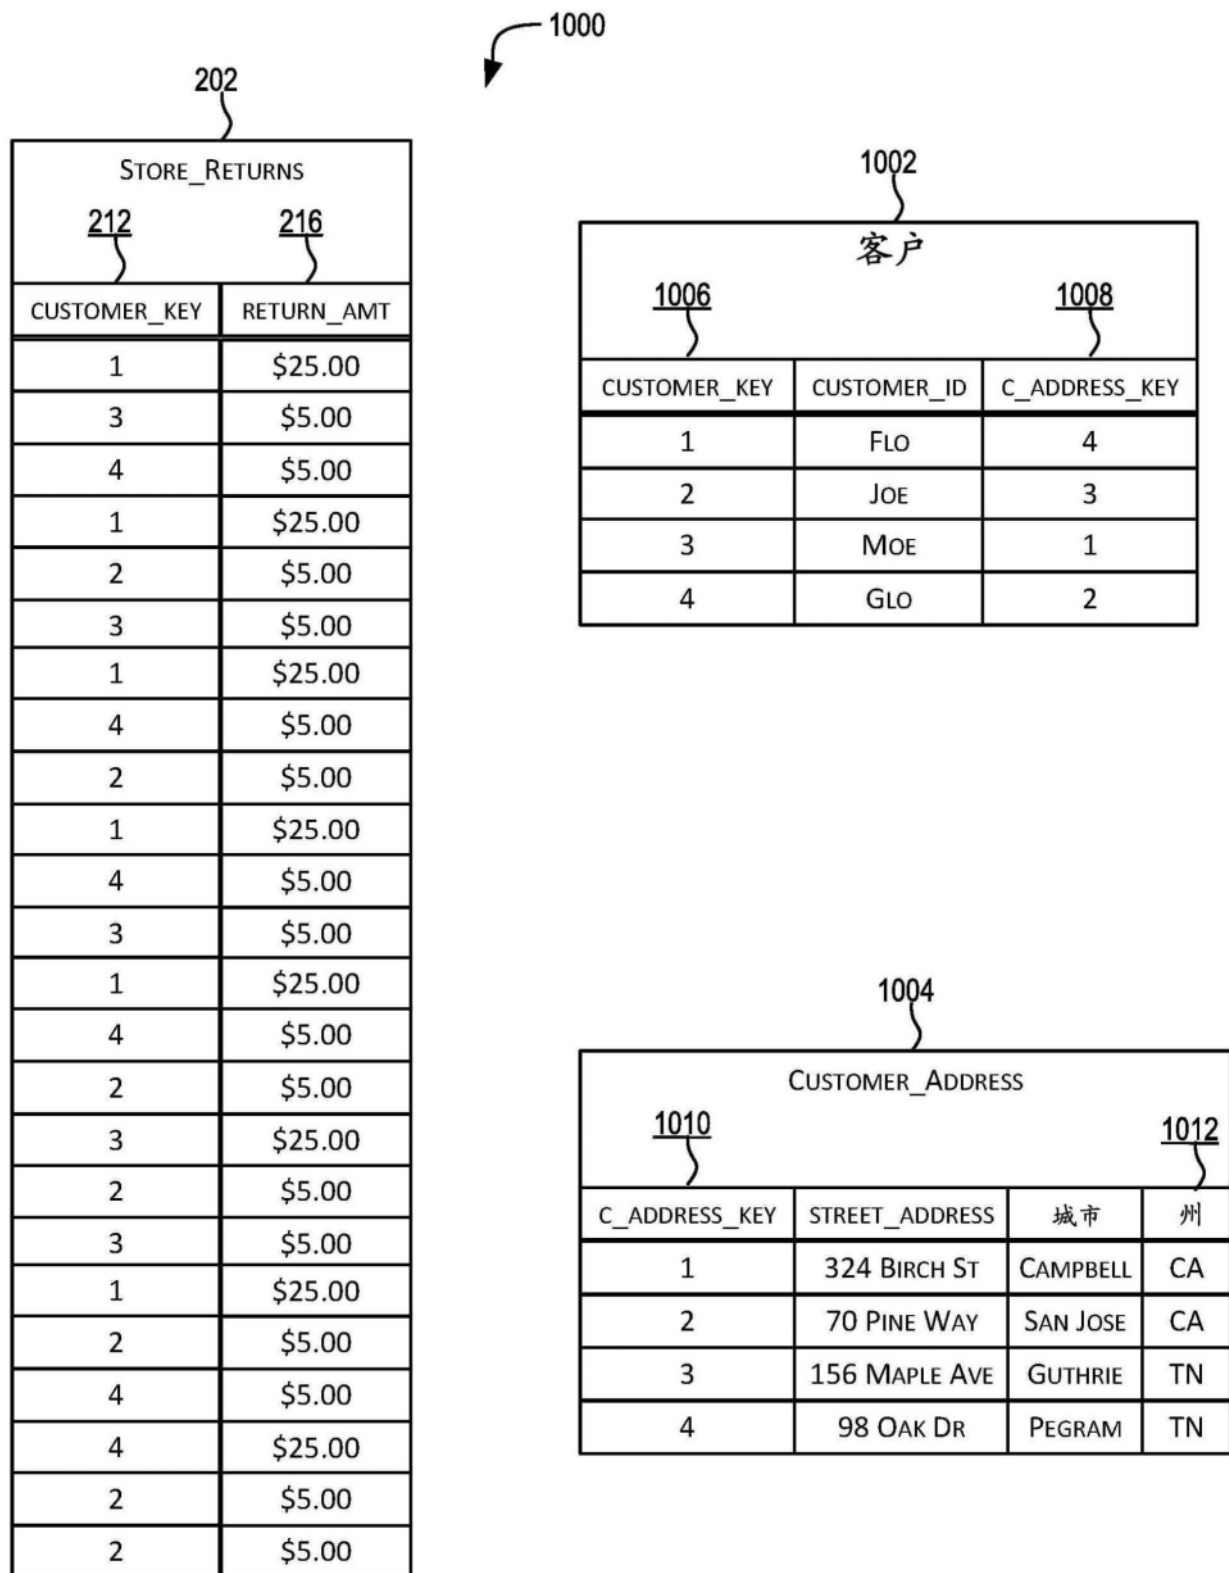 1000
202
STORE_RETURNS
212 216
CUSTOMER_KEY RETURN_AMT
1 $25.00
3 $5.00
4 $5.00
1 $25.00
2 $5.00
3 $5.00
1 $25.00
4 $5.00
2 $5.00
1 $25.00
4 $5.00
3 $5.00
1 $25.00
4 $5.00
2 $5.00
3 $25.00
2 $5.00
3 $5.00
1 $25.00
2 $5.00
4 $5.00
4 $25.00
2 $5.00
2 $5.00
1002
客户
1006 1008
CUSTOMER_KEY CUSTOMER_ID C_ADDRESS_KEY
1 FLO 4
2 JOE 3
3 MOE 1
4 GLO 2
1004
CUSTOMER_ADDRESS
1010 1012
C_ADDRESS_KEY STREET_ADDRESS 城市 州
1 324 BIRCH ST CAMPBELL CA
2 70 PINE WAY SAN JOSE CA
3 156 MAPLE AVE GUTHRIE TN
4 98 OAK DR PEGRAM TN